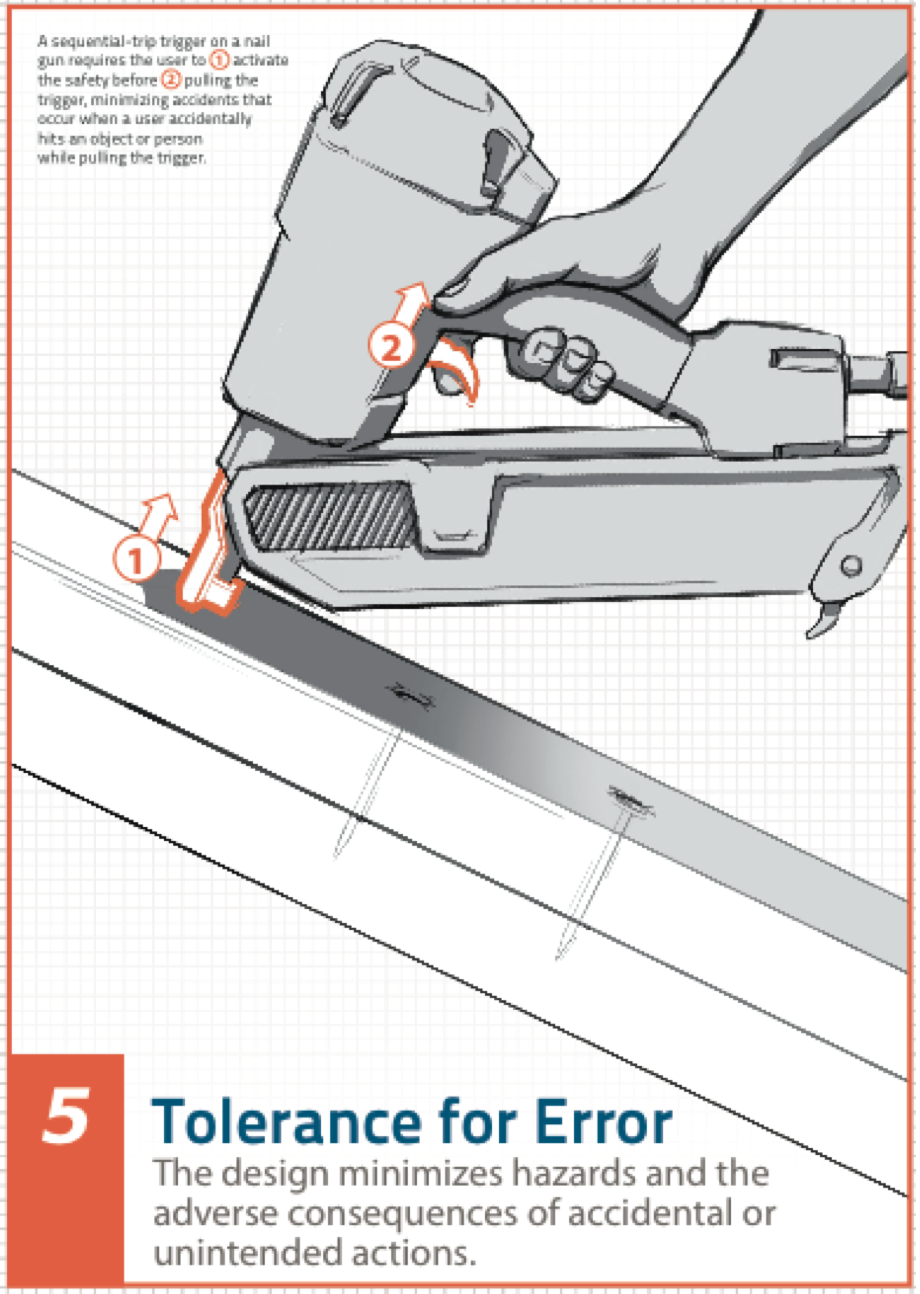 A sequential-trip trigger on a nail
gun requires the user to ① activate
the safety before ② pulling the
trigger, minimizing accidents that
occur when a user accidentally
hits an object or person
while pulling the trigger.
2
1
5
Tolerance for Error
The design minimizes hazards and the
adverse consequences of accidental or
unintended actions.